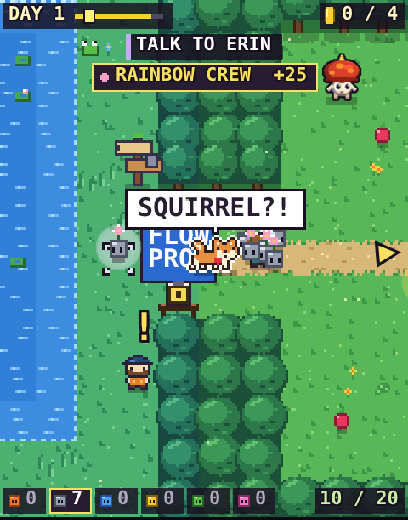 DAY 1
0 / 4
TALK TO ERIN
RAINBOW CREW +25
SQUIRREL?!
FLOW
PRO
!
0
7
0
0
0
0
10 / 20